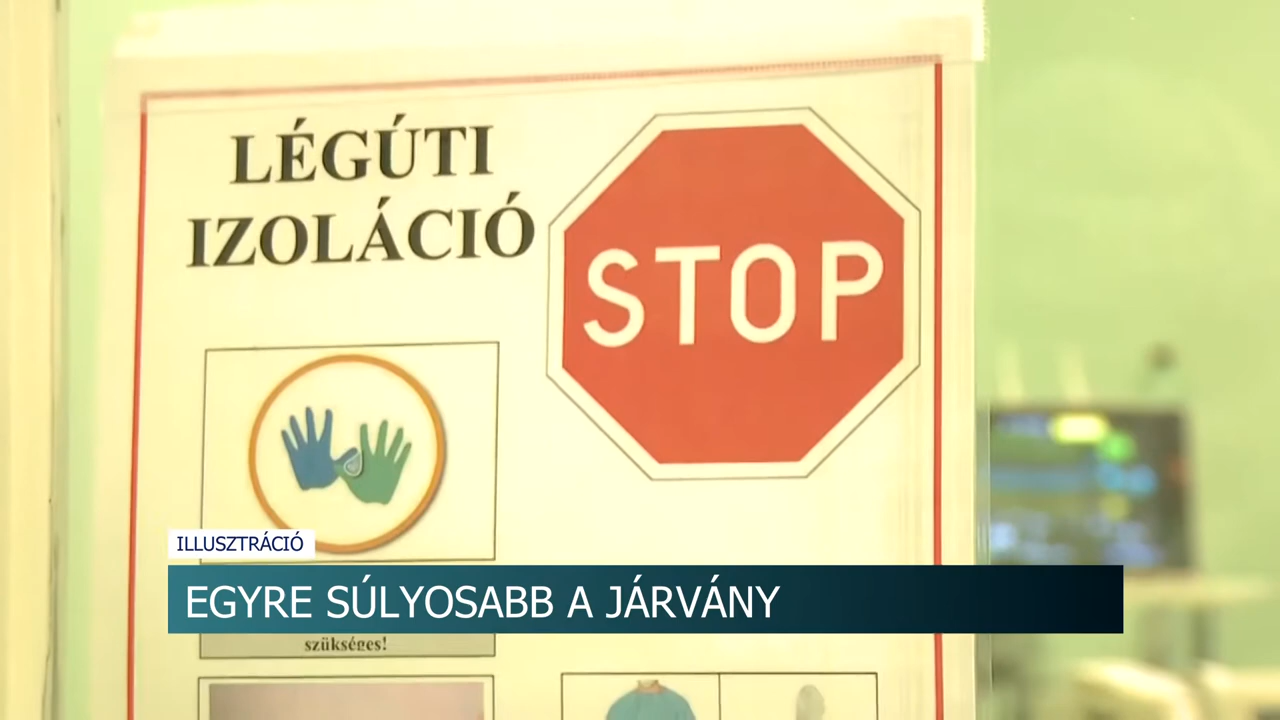 LÉGÚTI
IZOLÁCIÓ
STOP
ILLUSZTRÁCIÓ
EGYRE SÚLYOSABB A JÁRVÁNY
szükséges!